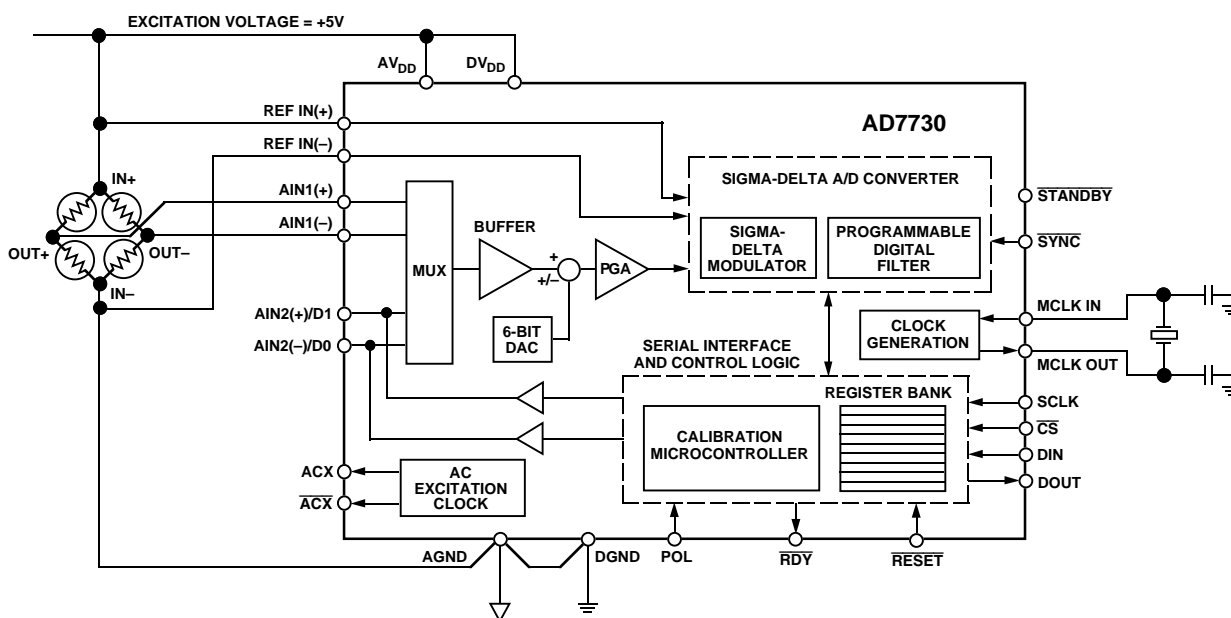 EXCITATION VOLTAGE = +5V
AVDD
DVDD
REF IN(+)
AD7730
REF IN(–)
IN+
AIN1(+)
SIGMA-DELTA A/D CONVERTER
STANDBY
AIN1(–)
BUFFER
SIGMA-
DELTA
MODULATOR
PROGRAMMABLE
DIGITAL
FILTER
SYNC
OUT+
OUT–
MUX
+
+/–
PGA
IN–
MCLK IN
AIN2(+)/D1
6-BIT
DAC
CLOCK
GENERATION
AIN2(–)/D0
SERIAL INTERFACE
AND CONTROL LOGIC
MCLK OUT
REGISTER BANK
SCLK
CS
CALIBRATION
MICROCONTROLLER
DIN
ACX
AC
EXCITATION
CLOCK
DOUT
ACX
AGND
DGND
POL
RDY
RESET